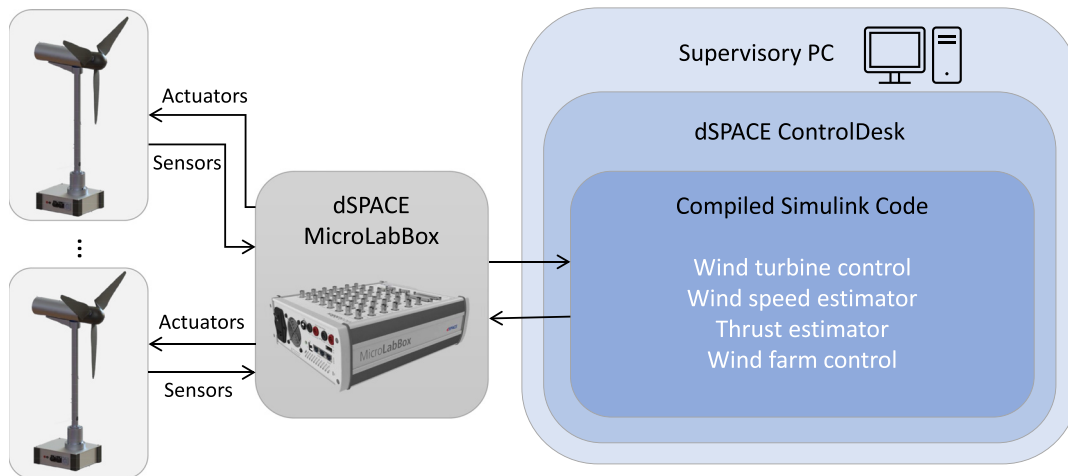 Supervisory PC
Actuators
Sensors
dSPACE ControlDesk
dSPACE
MicroLabBox
Compiled Simulink Code
Wind turbine control
Wind speed estimator
Thrust estimator
Wind farm control
Actuators
Sensors
MicroLabBox